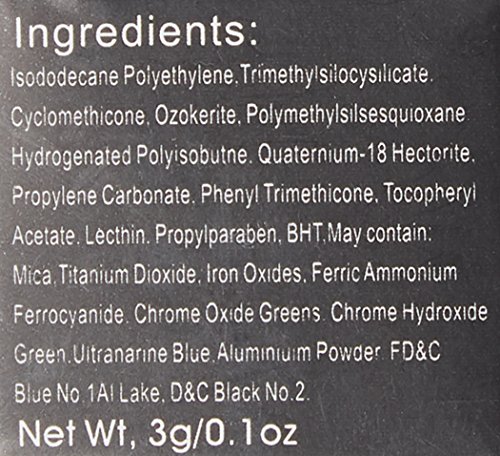 Ingredients:
Isododecane Polyethylene, Trimethylsilocysilicate,
Cyclomethicone, Ozokerite, Polymethylsilsesquioxane
Hydrogenated Polyisobutne, Quaternium-18 Hectorite,
Propylene Carbonate, Phenyl Trimethicone, Tocopheryl
Acetate, Lecthin, Propylparaben, BHT.May contain:
Mica, Titanium Dioxide, Iron Oxides, Ferric Ammonium
Ferrocyanide, Chrome Oxide Greens, Chrome Hydroxide
Green, Uitranarine Blue, Aluminium Powder, FD&C
Blue No.1Al Lake, D&C Black No.2.
Net Wt, 3g/0.1oz